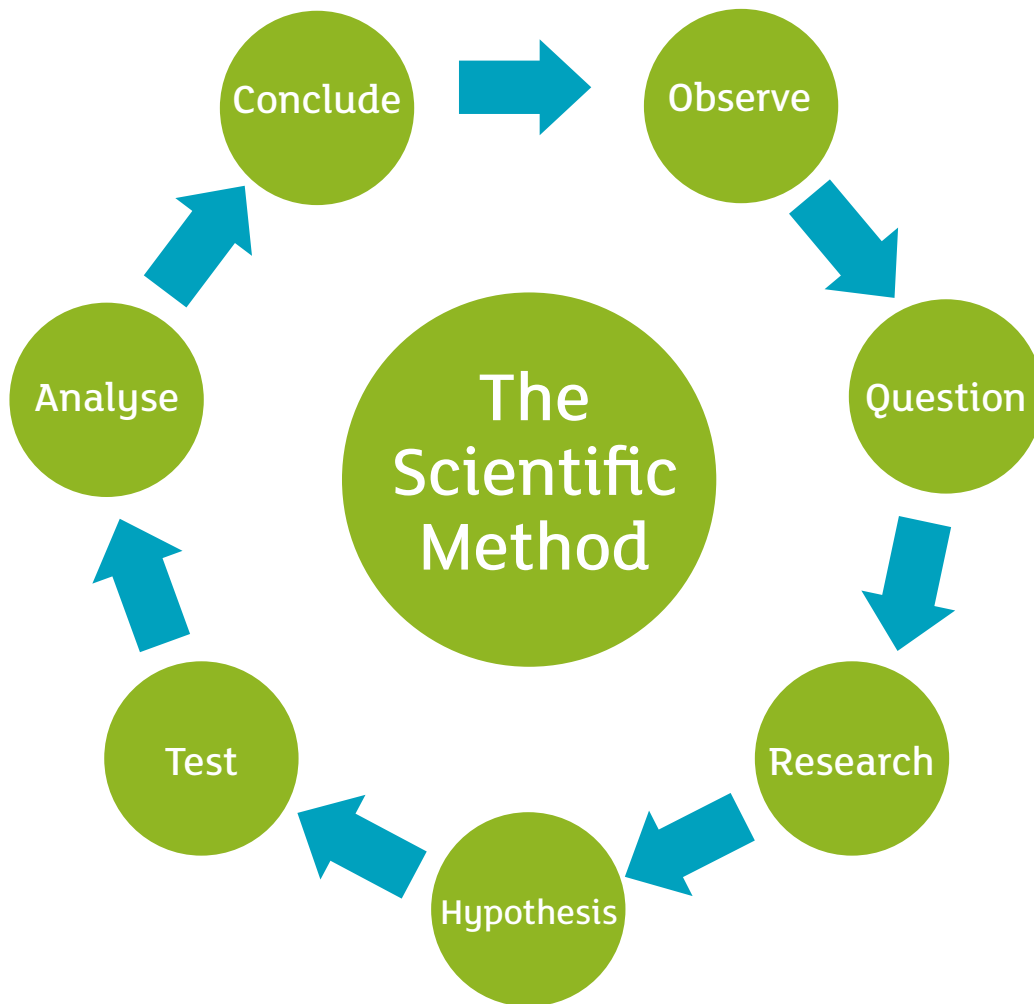 Conclude
Observe
Analyse
The
Scientific
Method
Question
Test
Research
Hypothesis